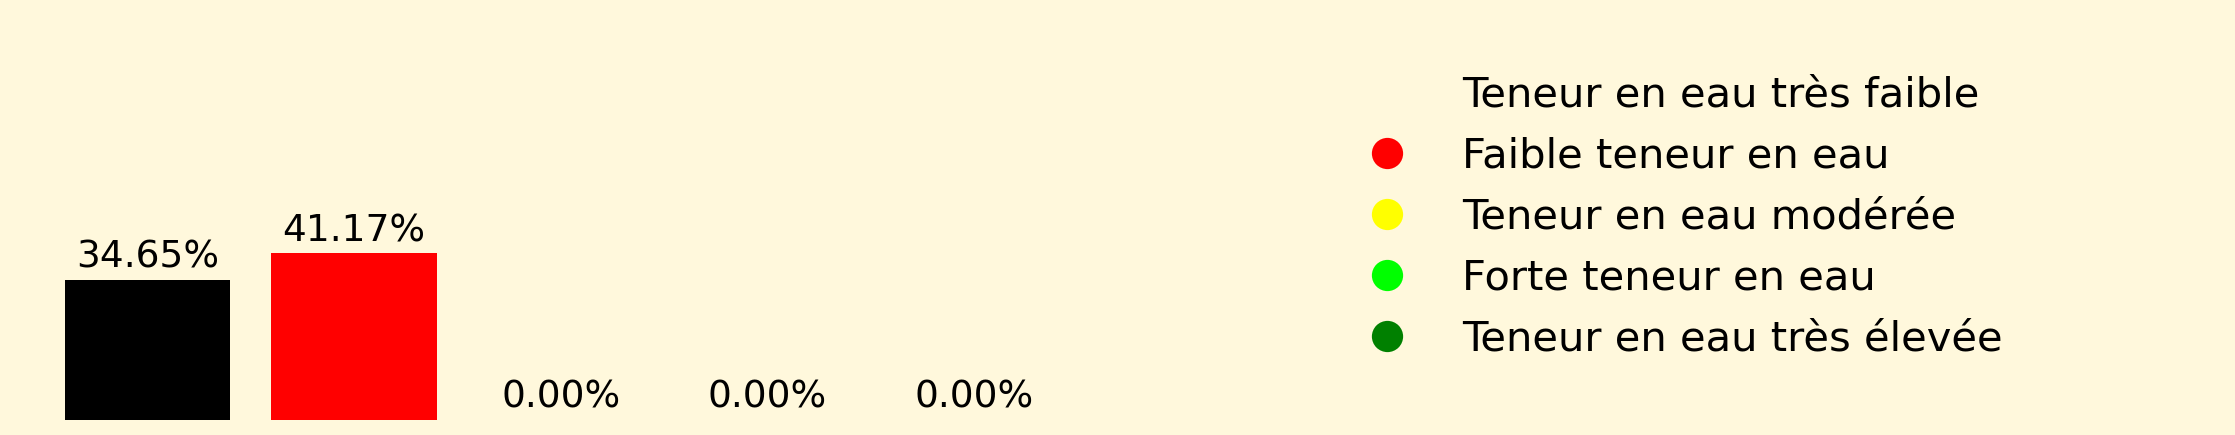 34.65%
41.17%
0.00%
0.00%
0.00%
Teneur en eau très faible
Faible teneur en eau
Teneur en eau modérée
Forte teneur en eau
Teneur en eau très élevée